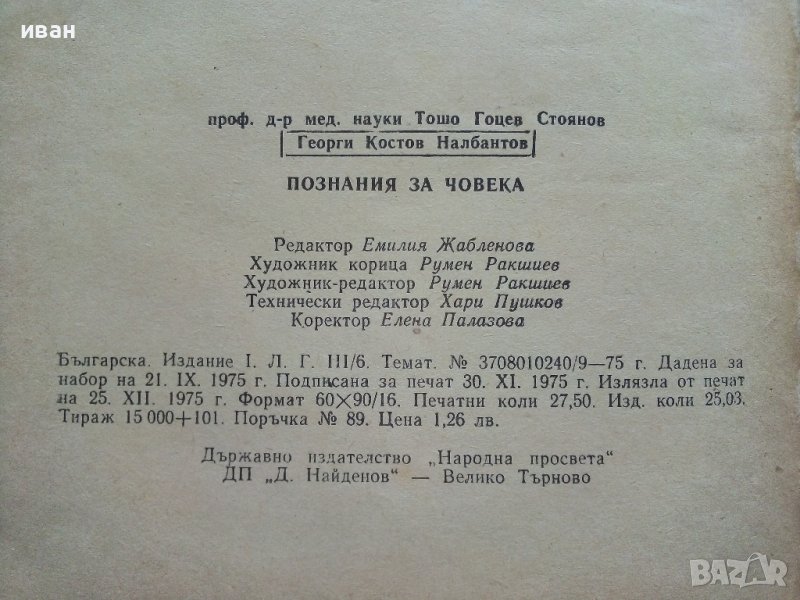 иван
проф. д-р мед. науки Тошо Гоцев Стоянов
Георги Костов Налбантов
ПОЗНАНИЯ ЗА ЧОВЕКА
Редактор Емилия Жабленова
Художник корица Румен Ракшиев
Художник-редактор Румен Ракшиев
Технически редактор Хари Пушков
Коректор Елена Палазова
Българска. Издание I. Л. Г. III/6. Темат. № 3708010240/9—75 г. Дадена за
набор на 21. IX. 1975 г. Подписана за печат 30. XI. 1975 г. Излязла от печат
на 25. XII. 1975 г. Формат 60×90/16. Печатни коли 27,50. Изд. коли 25,03.
Тираж 15 000+101. Поръчка № 89. Цена 1,26 лв.
Държавно издателство „Народна просвета“
ДП „Д. Найденов“ — Велико Търново
BAZAR